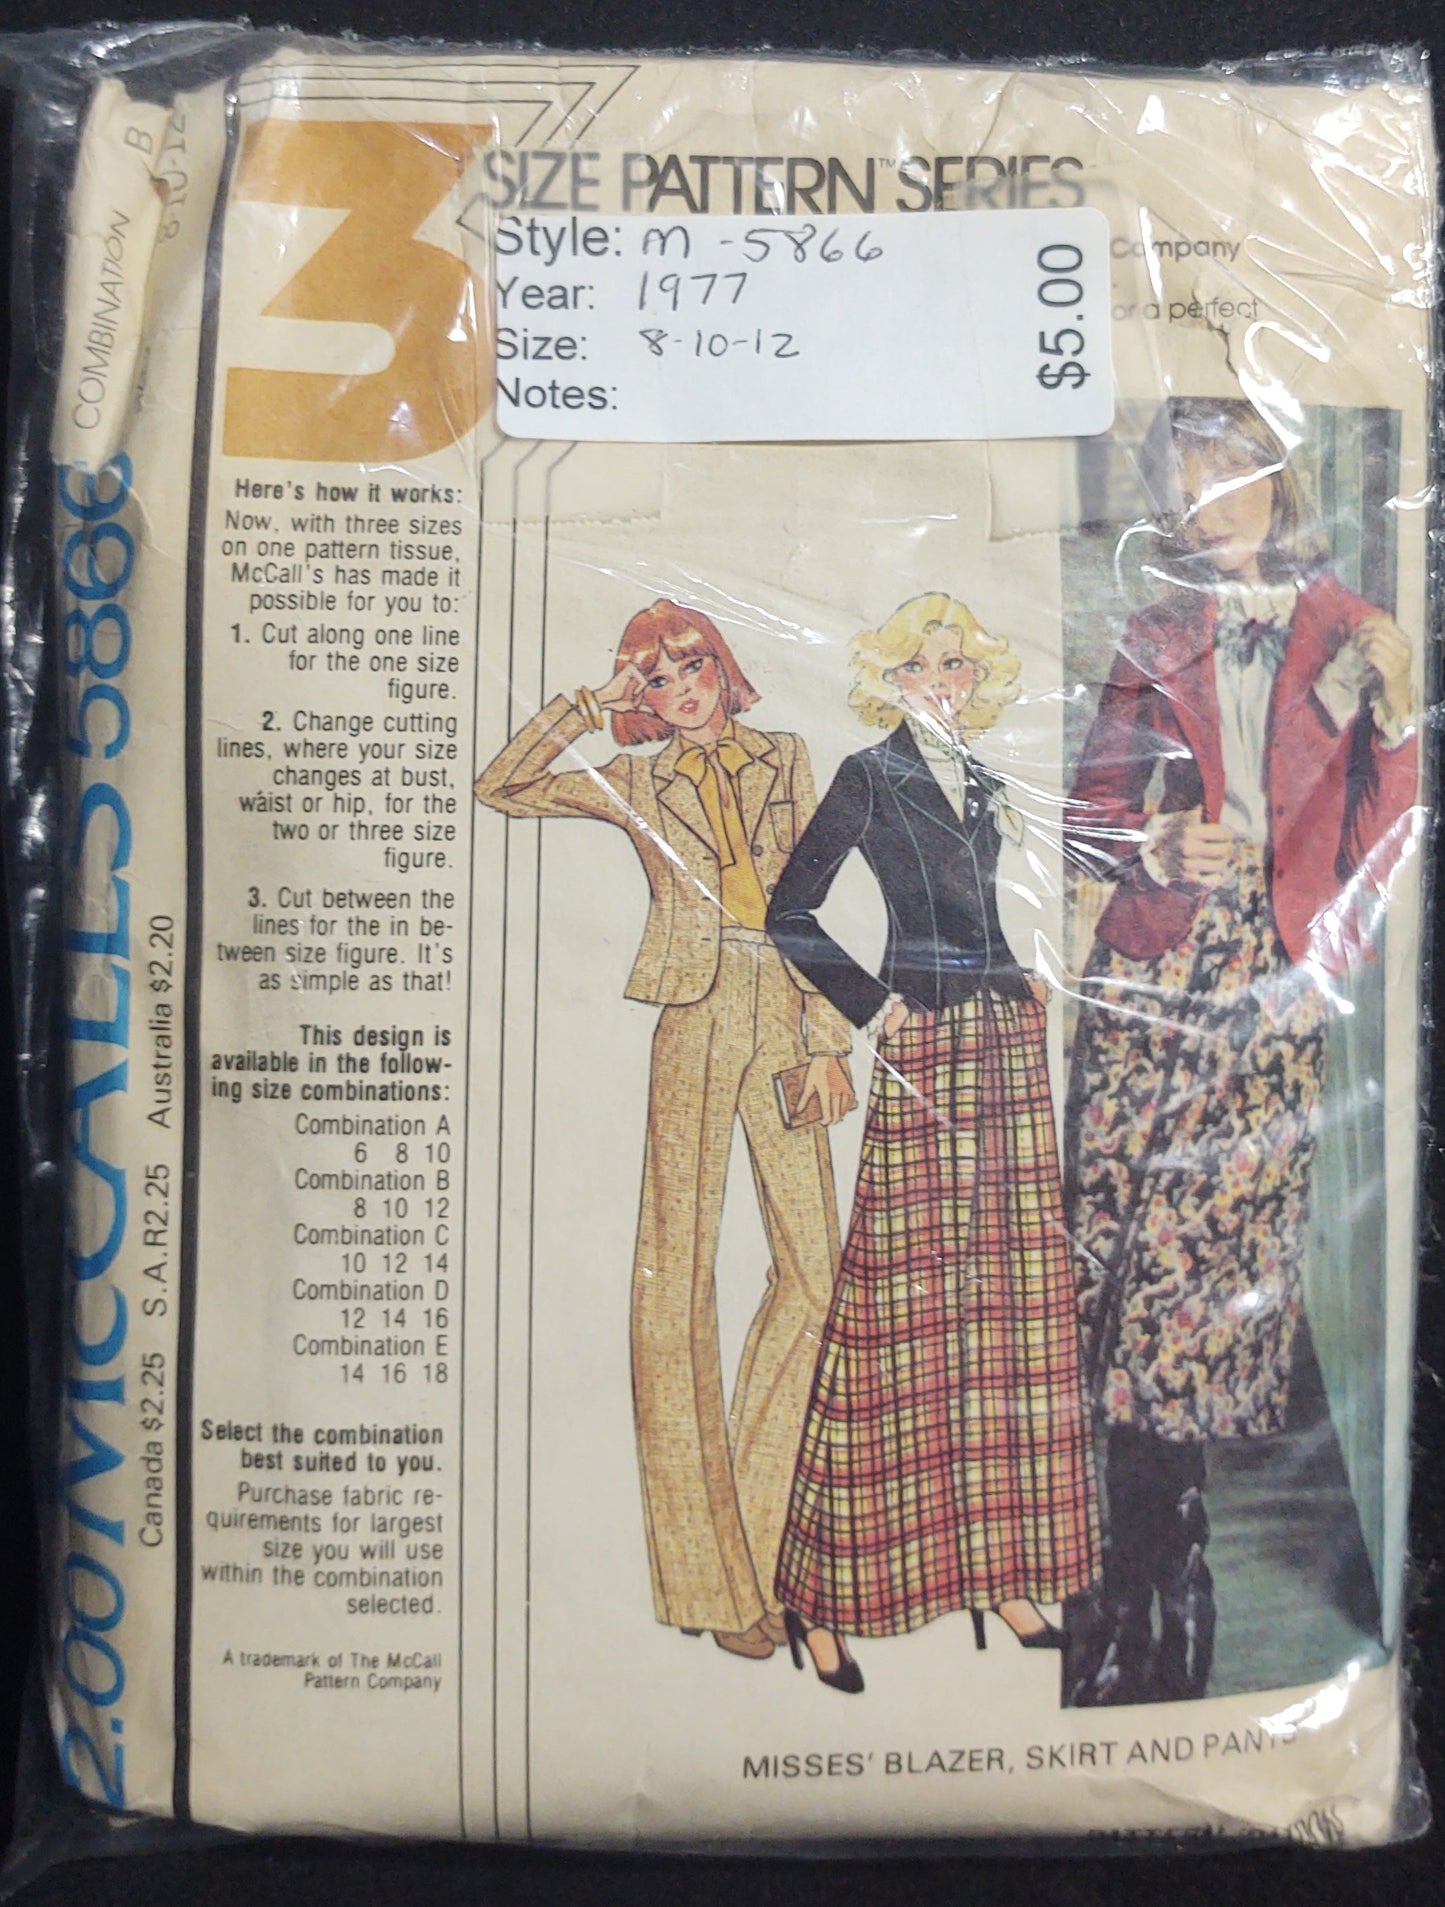 3
SIZE PATTERN™ SERIES
Style: M-5866
Year: 1977
Size: 8-10-12
Notes:
$5.00
Company
or a perfect
COMBINATION B
8-10-12
2.00 McCALL'S 5866
Canada $2.25 S.A.R2.25 Australia $2.20
Here's how it works:
Now, with three sizes
on one pattern tissue,
McCall's has made it
possible for you to:
1. Cut along one line
for the one size
figure.
2. Change cutting
lines, where your size
changes at bust,
waist or hip, for the
two or three size
figure.
3. Cut between the
lines for the in be-
tween size figure. It's
as simple as that!
This design is
available in the follow-
ing size combinations:
Combination A
6 8 10
Combination B
8 10 12
Combination C
10 12 14
Combination D
12 14 16
Combination E
14 16 18
Select the combination
best suited to you.
Purchase fabric re-
quirements for largest
size you will use
within the combination
selected.
A trademark of The McCall
Pattern Company
MISSES' BLAZER, SKIRT AND PANTS